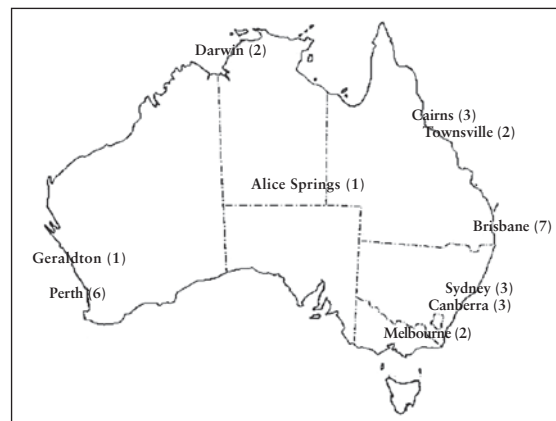 Darwin (2)
Cairns (3)
Townsville (2)
Alice Springs (1)
Brisbane (7)
Geraldton (1)
Perth (6)
Sydney (3)
Canberra (3)
Melbourne (2)